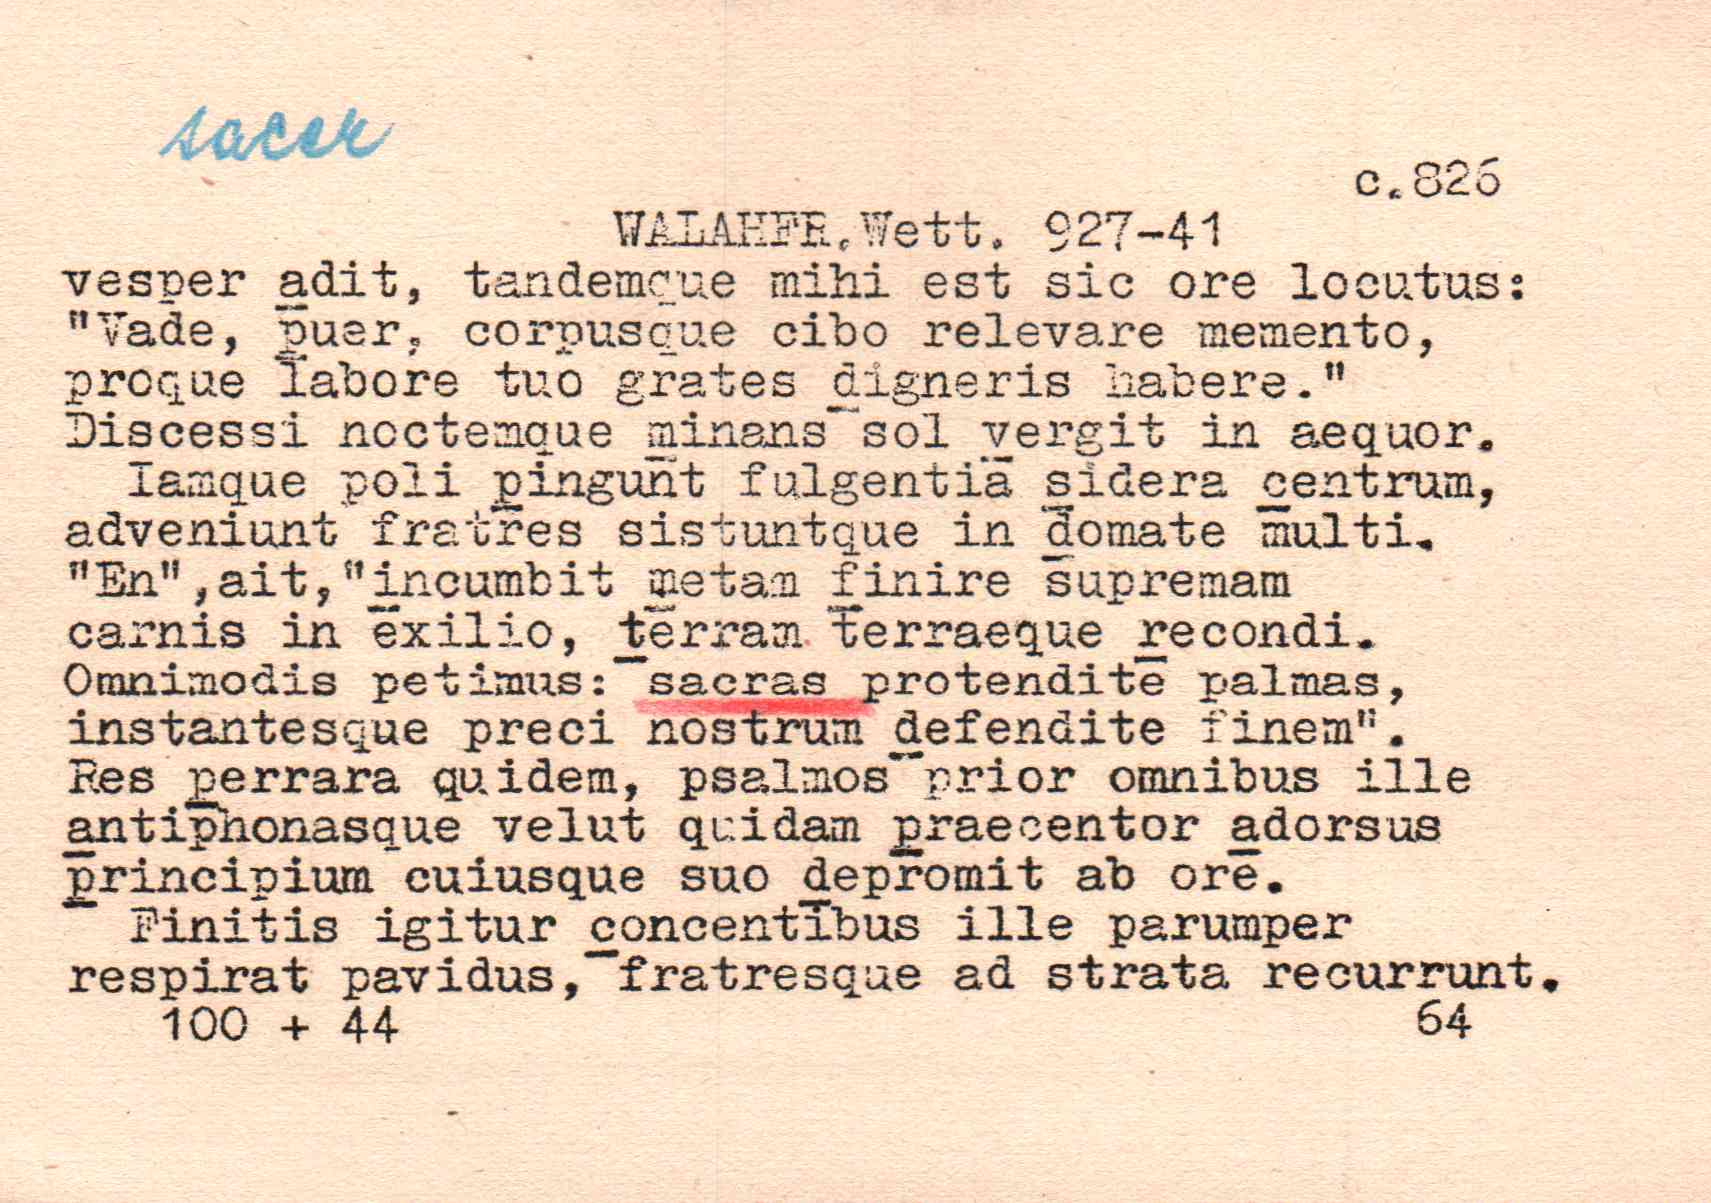 sacer
c.826
WALAHFR.Wett. 927-41
vesper adit, tandemque mihi est sic ore locutus:
"Vade, puer, corpusque cibo relevare memento,
proque labore tuo grates digneris habere."
Discessi noctemque minans sol vergit in aequor.
Iamque poli pingunt fulgentia sidera centrum,
adveniunt fratres sistuntque in domate multi.
"En",ait,"incumbit metam finire supremam
carnis in exilio, terram terraeque recondi.
Omnimodis petimus: sacras protendite palmas,
instantesque preci nostrum defendite finem".
Res perrara quidem, psalmos prior omnibus ille
antiphonasque velut quidam praecentor adorsus
principium cuiusque suo depromit ab ore.
Finitis igitur concentibus ille parumper
respirat pavidus, fratresque ad strata recurrunt.
100 + 44 64